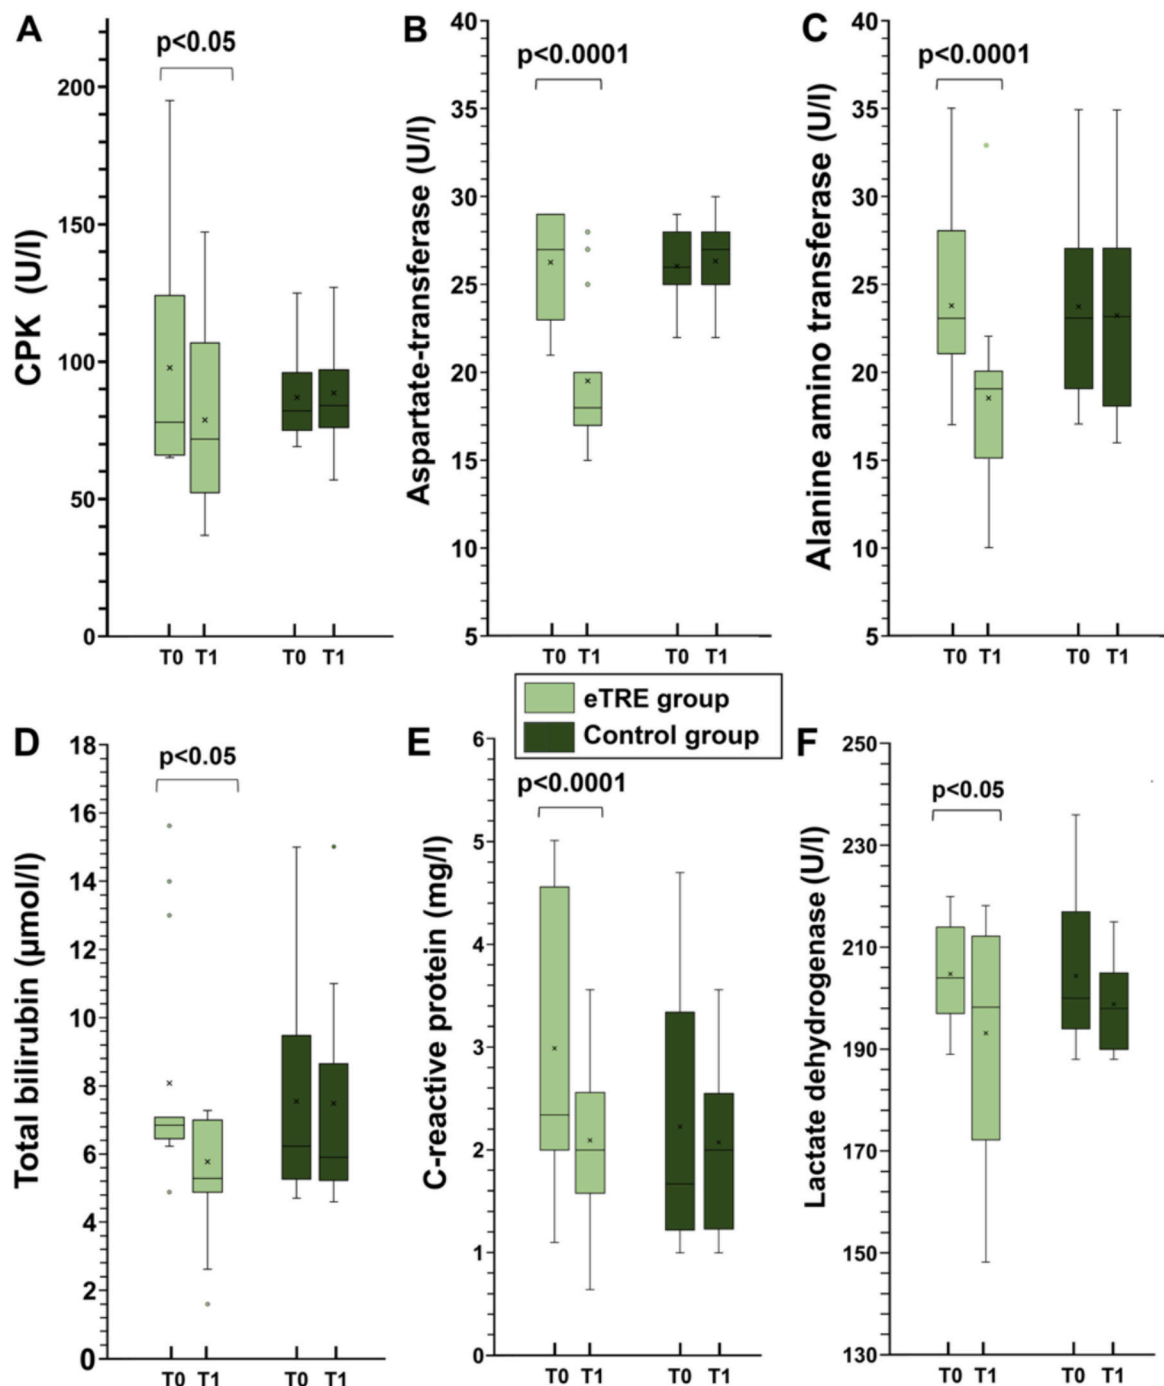 A
p<0.05
CPK (U/l)
200
150
100
50
0
T0 T1 T0 T1
B
p<0.0001
Aspartate-transferase (U/l)
40
35
30
25
20
15
10
5
T0 T1 T0 T1
C
p<0.0001
Alanine amino transferase (U/l)
40
35
30
25
20
15
10
5
T0 T1 T0 T1
eTRE group
Control group
D
p<0.05
Total bilirubin (µmol/l)
18
16
14
12
10
8
6
4
2
0
T0 T1 T0 T1
E
p<0.0001
C-reactive protein (mg/l)
6
5
4
3
2
1
0
T0 T1 T0 T1
F
p<0.05
Lactate dehydrogenase (U/l)
250
230
210
190
170
150
130
T0 T1 T0 T1